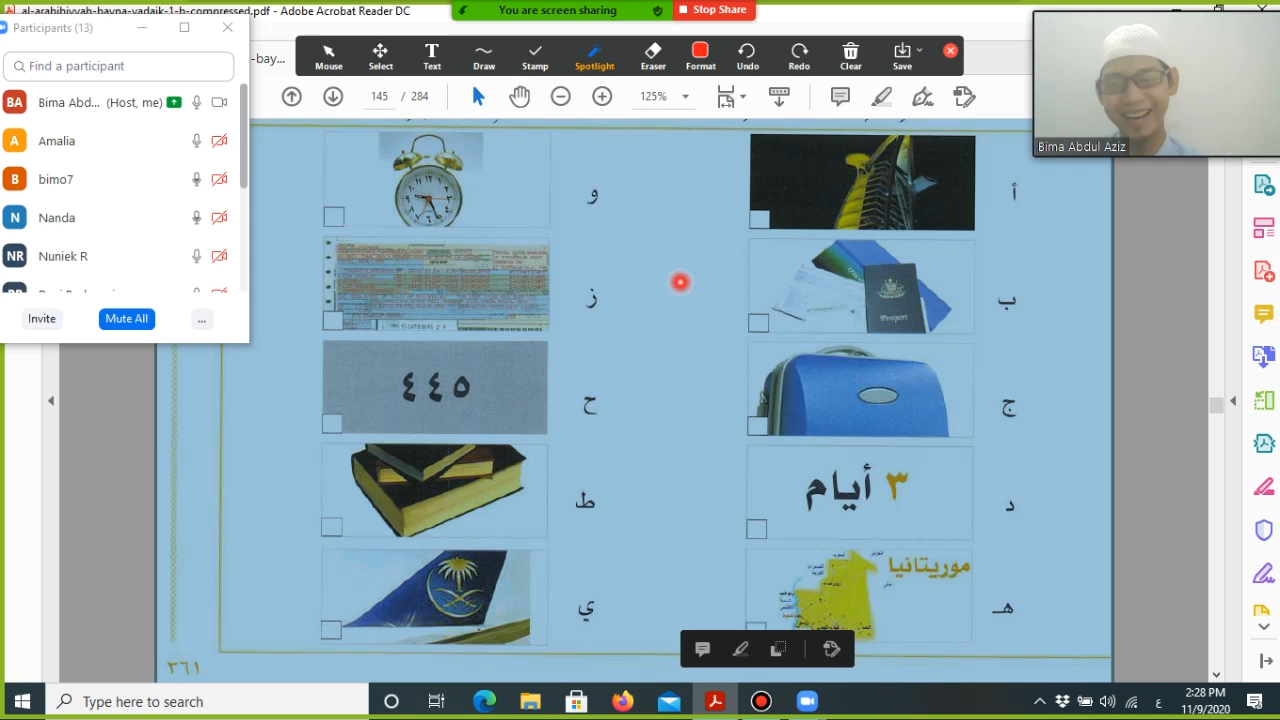 al-arabihiyyah-bayna-yadaik-1-h-compressed.pdf - Adobe Acrobat Reader DC
You are screen sharing
Stop Share
Participants (13)
Find a participant
BA Bima Abd... (Host, me)
A Amalia
B bimo7
N Nanda
NR Nuniek R
Invite
Mute All
...
-bay...
Mouse
Select
Text
Draw
Stamp
Spotlight
Eraser
Format
Undo
Redo
Clear
Save
145 / 284
125%
Bima Abdul Aziz
أ
و
ب
Passport
ز
ج
ح
٤٤٥
د
٣ أيام
ط
هـ
موريتانيا
ي
٣٦١
Type here to search
ع
2:28 PM
11/9/2020